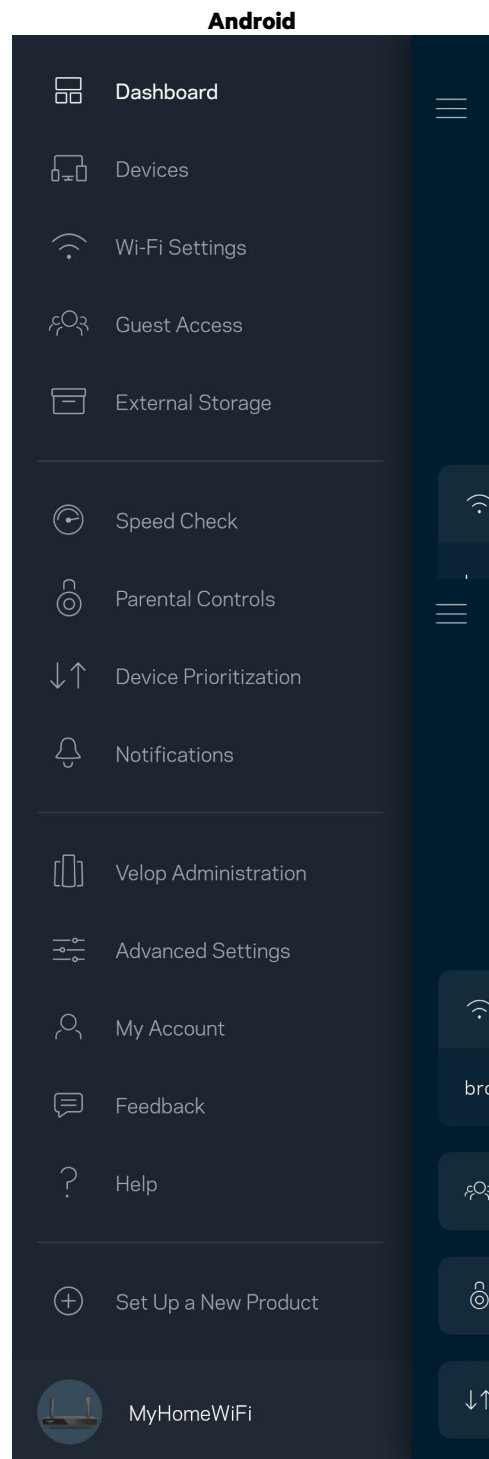 Android
Dashboard
Devices
Wi-Fi Settings
Guest Access
External Storage
Speed Check
Parental Controls
Device Prioritization
Notifications
Velop Administration
Advanced Settings
My Account
Feedback
Help
Set Up a New Product
MyHomeWiFi
bro